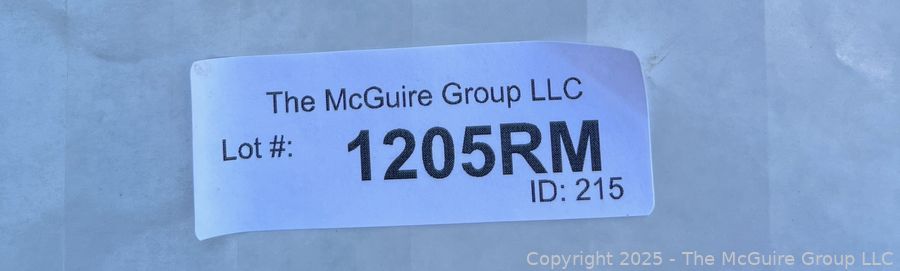 The McGuire Group LLC
Lot #: 1205RM
ID: 215
Copyright 2025 - The McGuire Group LLC